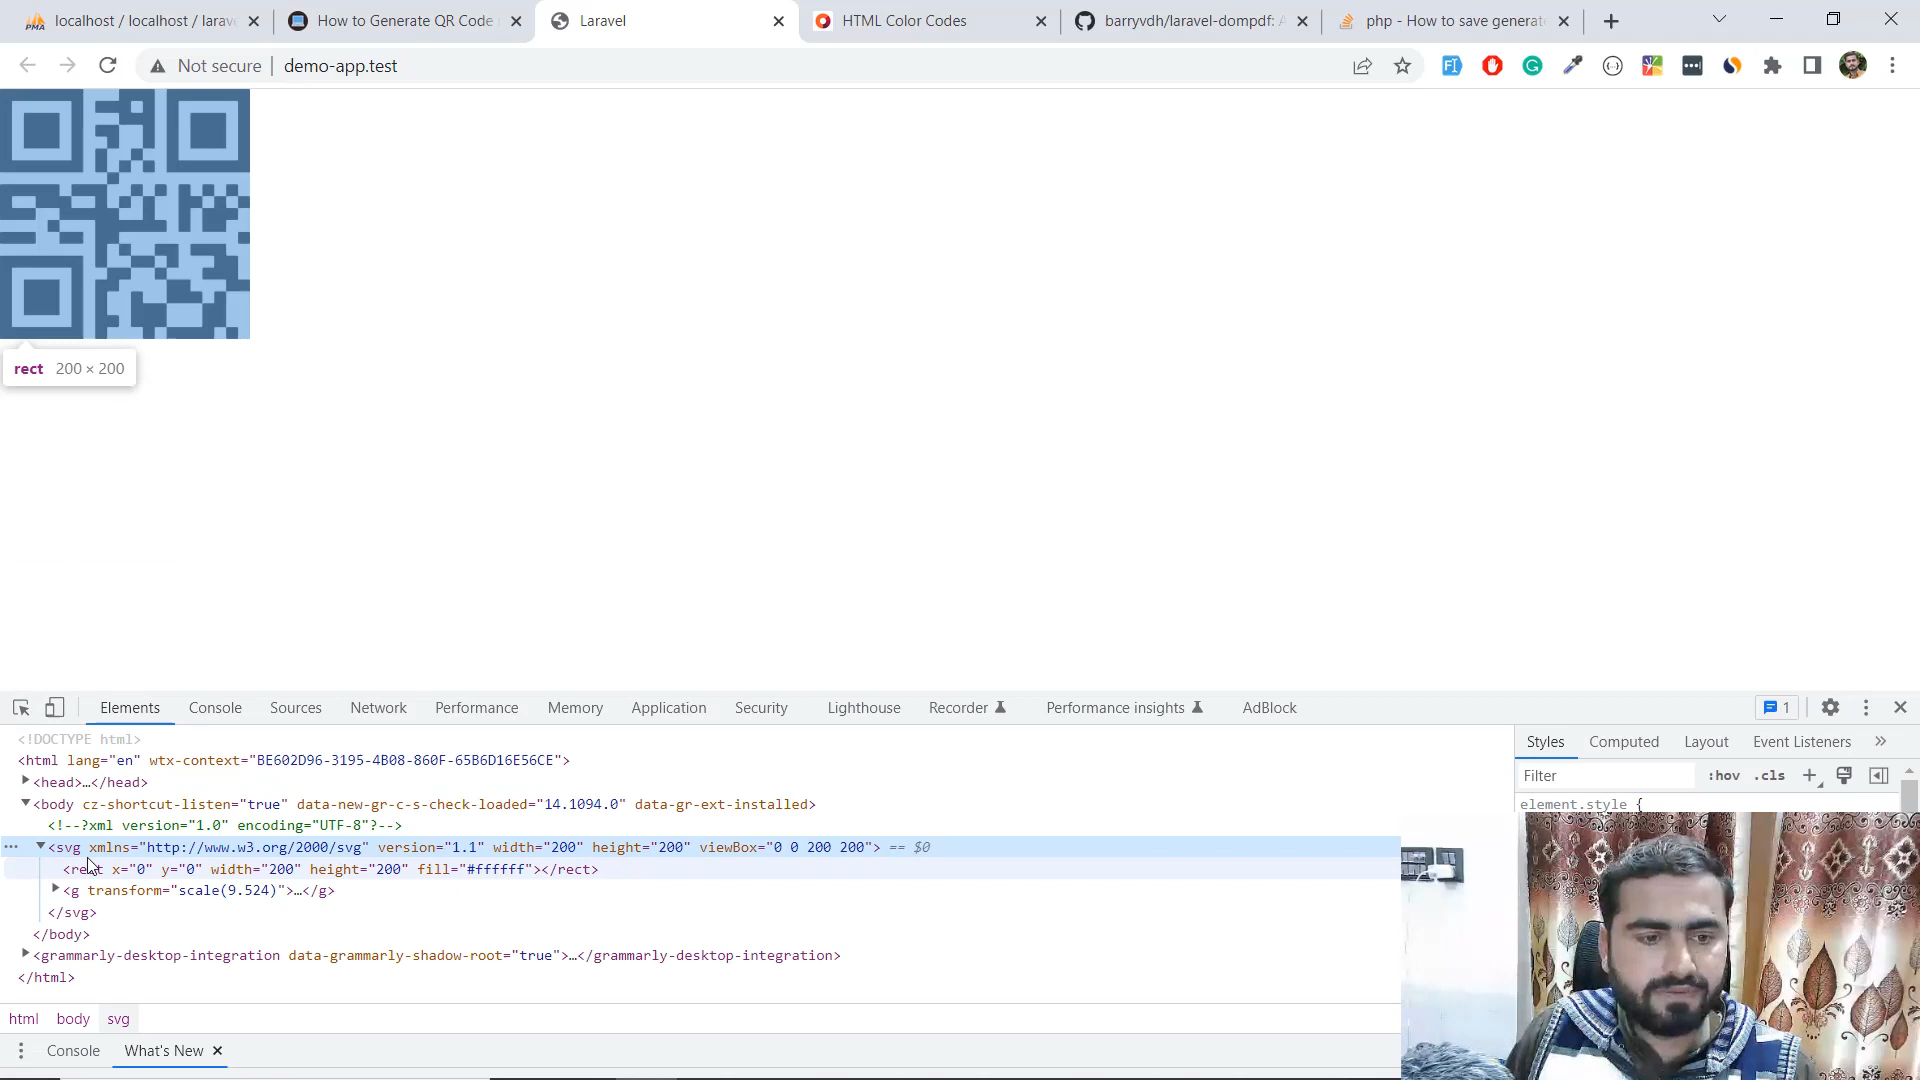 localhost / localhost / larav
How to Generate QR Code
Laravel
HTML Color Codes
barryvdh/laravel-dompdf: A
php - How to save generate
Not secure
demo-app.test
rect 200 × 200
Elements
Console
Sources
Network
Performance
Memory
Application
Security
Lighthouse
Recorder
Performance insights
AdBlock
1
<!DOCTYPE html>
<html lang="en" wtx-context="BE602D96-3195-4B08-860F-65B6D16E56CE">
<head>…</head>
<body cz-shortcut-listen="true" data-new-gr-c-s-check-loaded="14.1094.0" data-gr-ext-installed>
<!--?xml version="1.0" encoding="UTF-8"?-->
<svg xmlns="http://www.w3.org/2000/svg" version="1.1" width="200" height="200" viewBox="0 0 200 200"> == $0
<rect x="0" y="0" width="200" height="200" fill="#ffffff"></rect>
<g transform="scale(9.524)">…</g>
</svg>
</body>
<grammarly-desktop-integration data-grammarly-shadow-root="true">…</grammarly-desktop-integration>
</html>
Styles
Computed
Layout
Event Listeners
Filter
:hov
.cls
element.style {
html
body
svg
Console
What's New